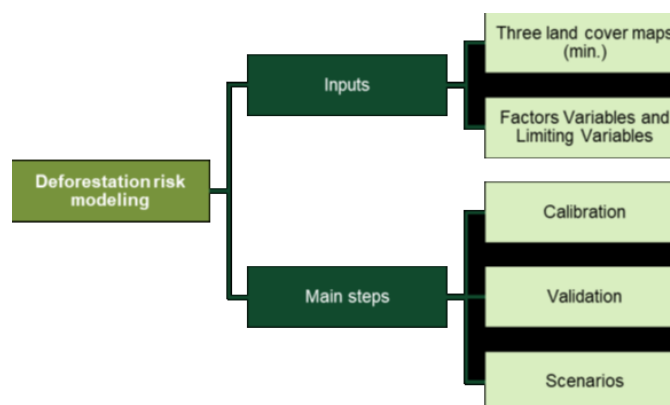 Deforestation risk
modeling
Inputs
Three land cover maps
(min.)
Factors Variables and
Limiting Variables
Main steps
Calibration
Validation
Scenarios